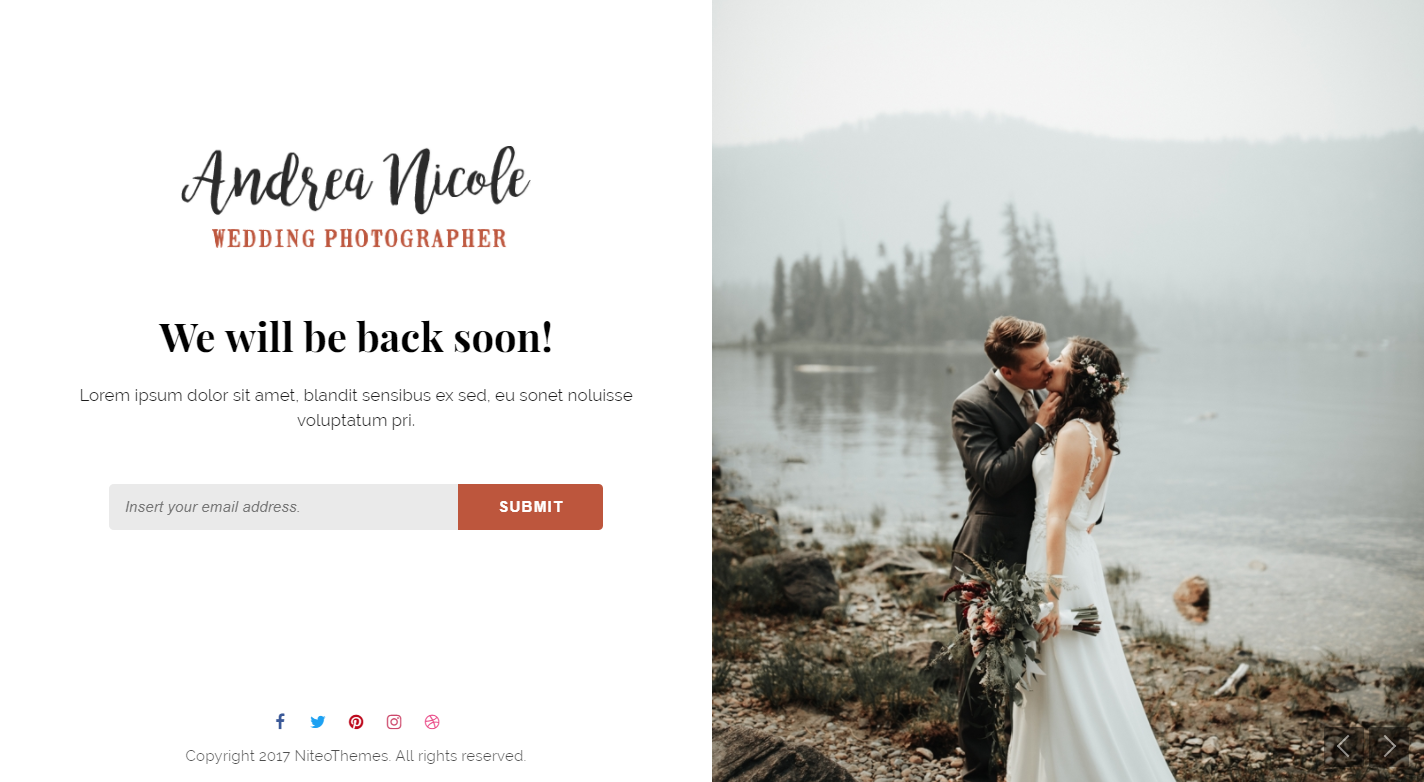 Andrea Nicole
WEDDING PHOTOGRAPHER
We will be back soon!
Lorem ipsum dolor sit amet, blandit sensibus ex sed, eu sonet noluisse
voluptatum pri.
Insert your email address.
SUBMIT
Copyright 2017 NiteoThemes. All rights reserved.